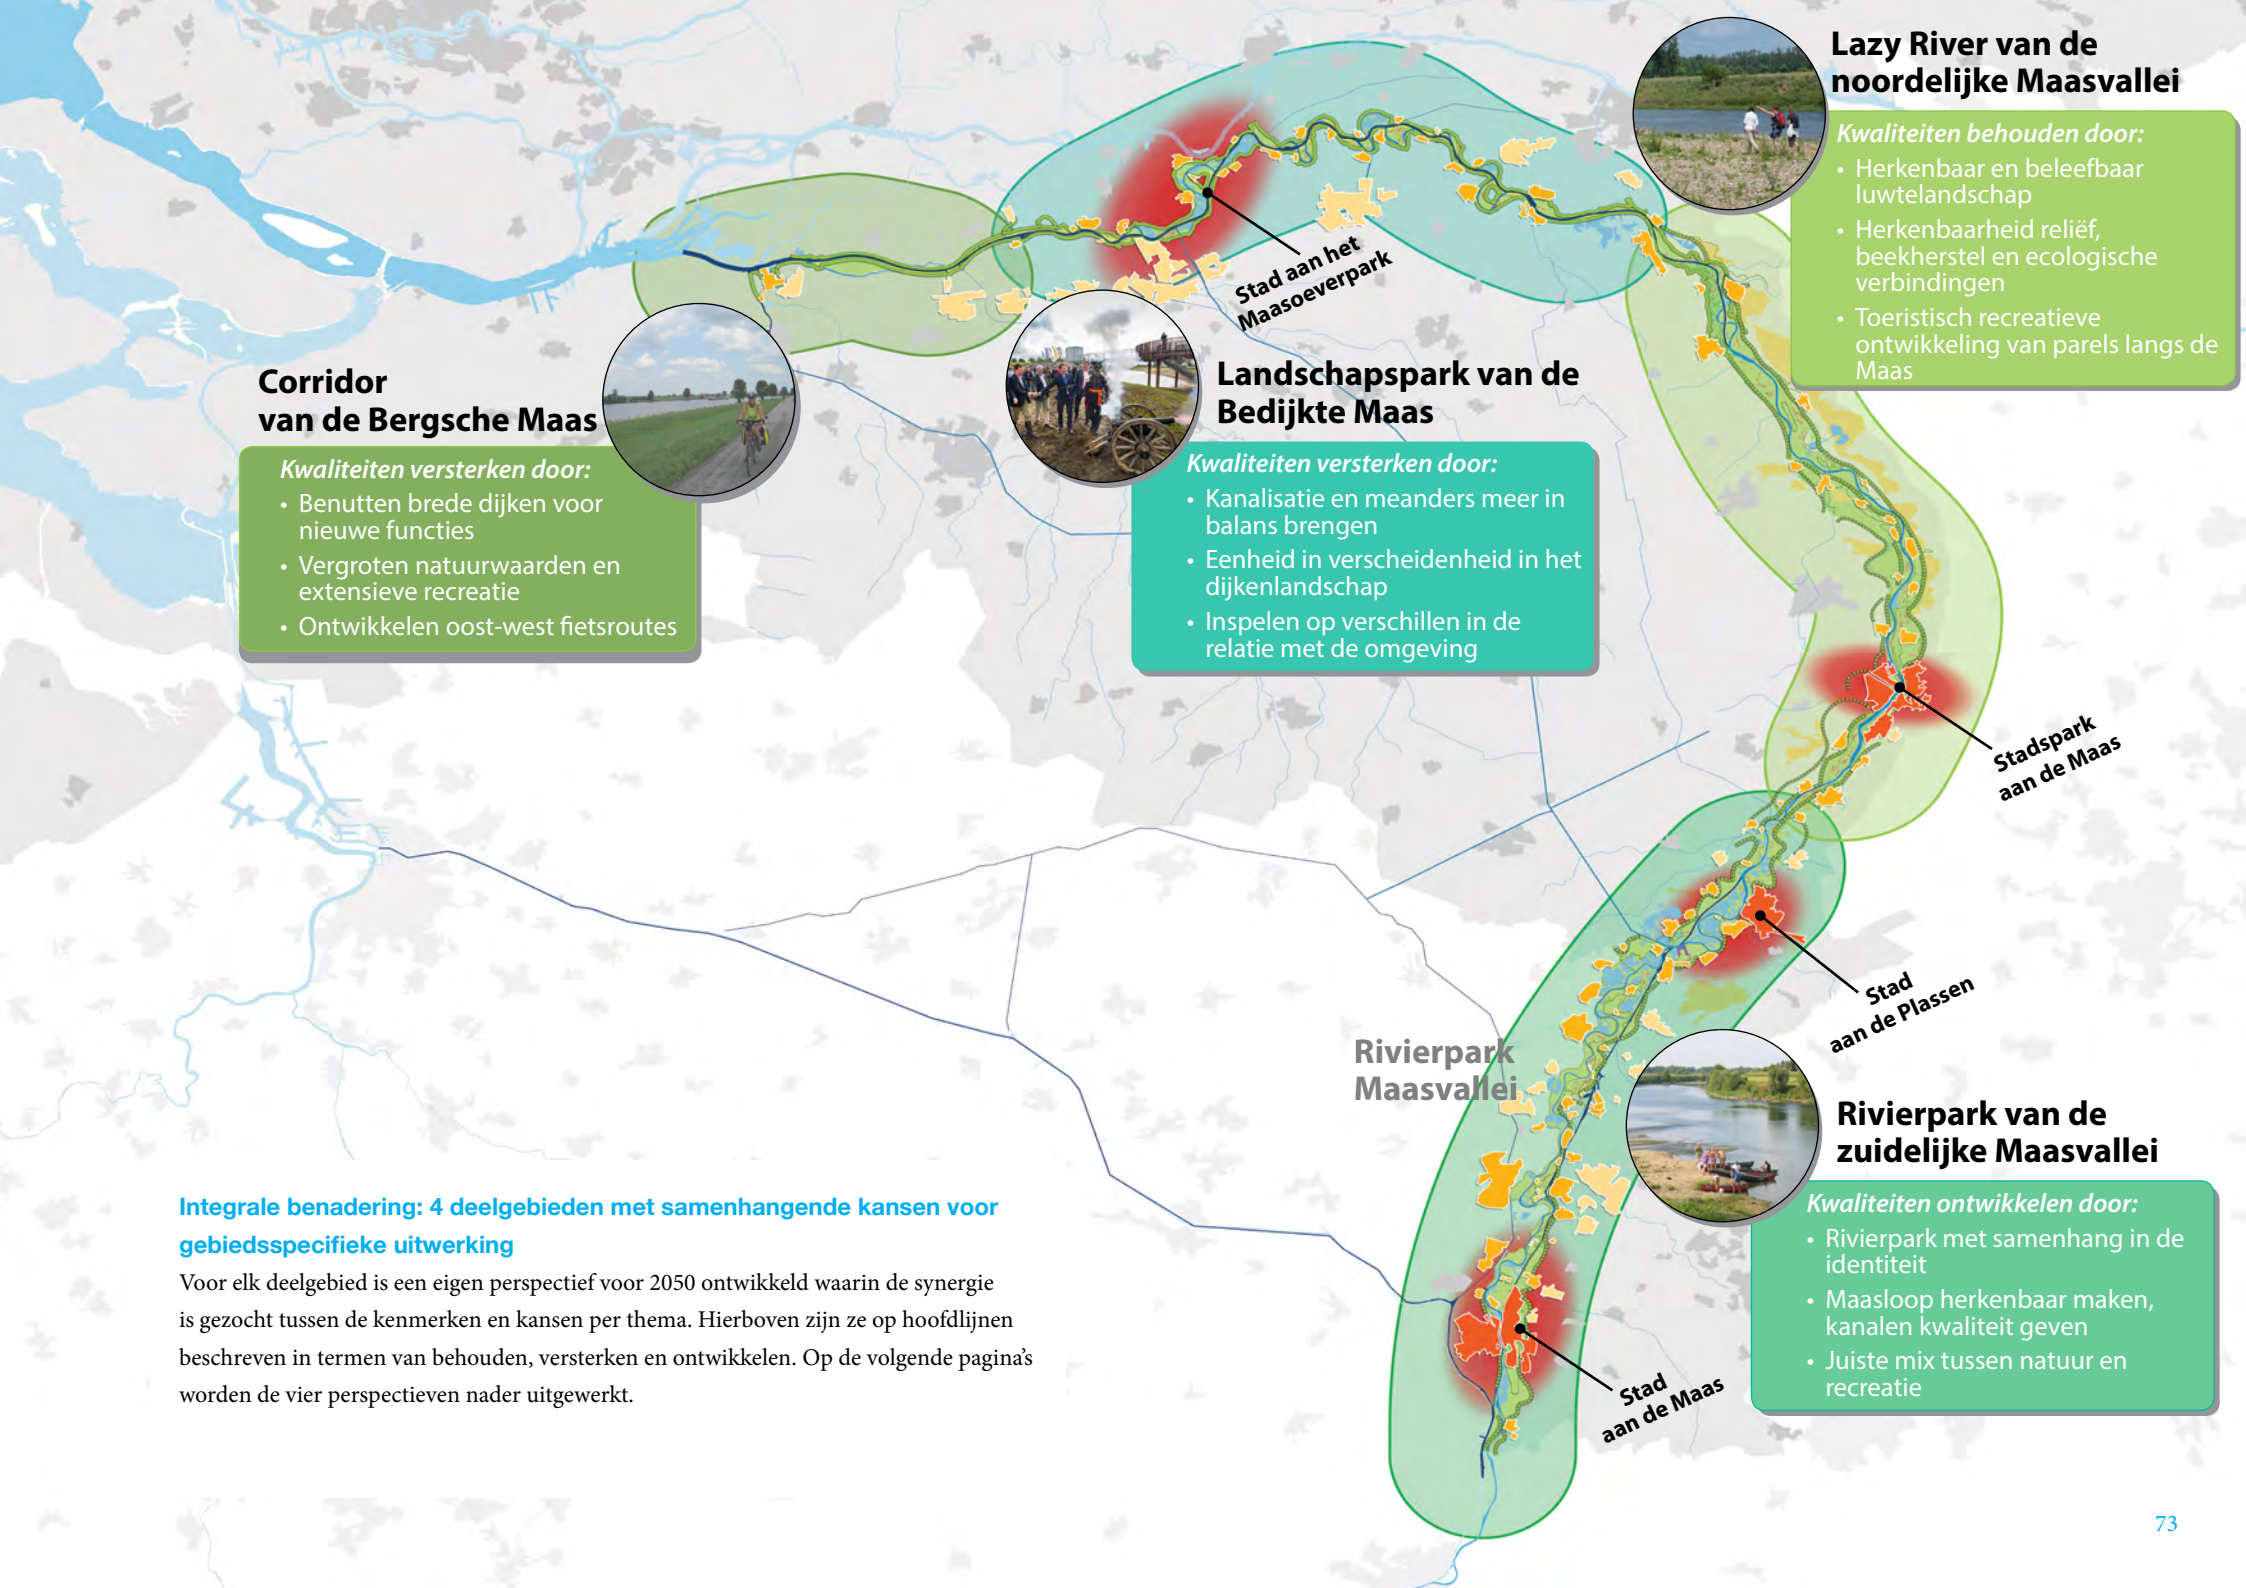 Lazy River van de
noordelijke Maasvallei
Kwaliteiten behouden door:
• Herkenbaar en beleefbaar
luwtelandschap
• Herkenbaarheid reliëf,
beekherstel en ecologische
verbindingen
• Toeristisch recreatieve
ontwikkeling van parels langs de
Maas
Stad aan het
Maasoeverpark
Corridor
van de Bergsche Maas
Kwaliteiten versterken door:
• Benutten brede dijken voor
nieuwe functies
• Vergroten natuurwaarden en
extensieve recreatie
• Ontwikkelen oost-west fietsroutes
Landschapspark van de
Bedijkte Maas
Kwaliteiten versterken door:
• Kanalisatie en meanders meer in
balans brengen
• Eenheid in verscheidenheid in het
dijkenlandschap
• Inspelen op verschillen in de
relatie met de omgeving
Stadspark
aan de Maas
Stad
aan de Plassen
Rivierpark
Maasvallei
Rivierpark van de
zuidelijke Maasvallei
Kwaliteiten ontwikkelen door:
• Rivierpark met samenhang in de
identiteit
• Maasloop herkenbaar maken,
kanalen kwaliteit geven
• Juiste mix tussen natuur en
recreatie
Stad
aan de Maas
Integrale benadering: 4 deelgebieden met samenhangende kansen voor
gebiedsspecifieke uitwerking
Voor elk deelgebied is een eigen perspectief voor 2050 ontwikkeld waarin de synergie
is gezocht tussen de kenmerken en kansen per thema. Hierboven zijn ze op hoofdlijnen
beschreven in termen van behouden, versterken en ontwikkelen. Op de volgende pagina’s
worden de vier perspectieven nader uitgewerkt.
73